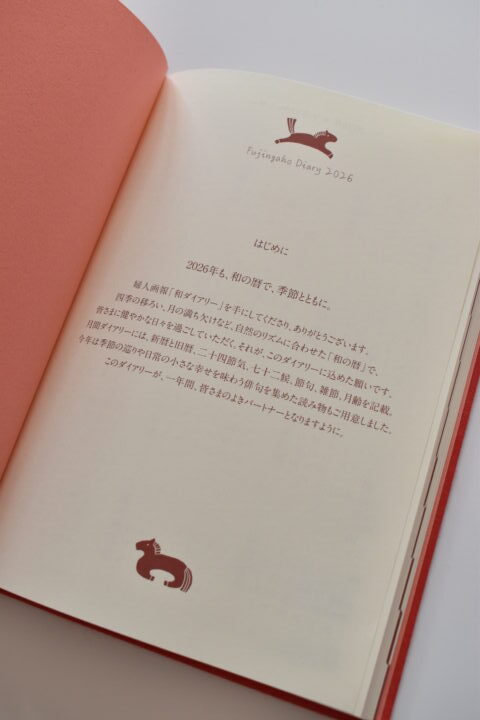 Fujingaho Diary 2026
はじめに
2026年も、和の暦で、季節とともに。
婦人画報「和ダイアリー」を手にしてくださり、ありがとうございます。
四季の移ろい、月の満ち欠けなど、自然のリズムに合わせた「和の暦」で、
皆さまに健やかな日々を過ごしていただく。それが、このダイアリーに込めた願いです。
月間ダイアリーには、新暦と旧暦、二十四節気、七十二候、節句、雑節、月齢を記載。
今年は季節の巡りや日常の小さな幸せを味わう俳句を集めた読み物もご用意しました。
このダイアリーが、一年間、皆さまのよきパートナーとなりますように。